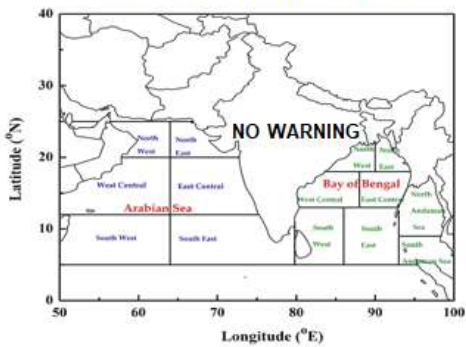 40
30
20
10
0
Latitude (°N)
NO WARNING
North
West
North
East
West Central
East Central
Arabian Sea
South West
South East
North
West
North
East
Bay of Bengal
West Central
East Central
South
West
South
East
North
Andaman
Sea
South
Andaman Sea
50
60
70
80
90
100
Longitude (°E)